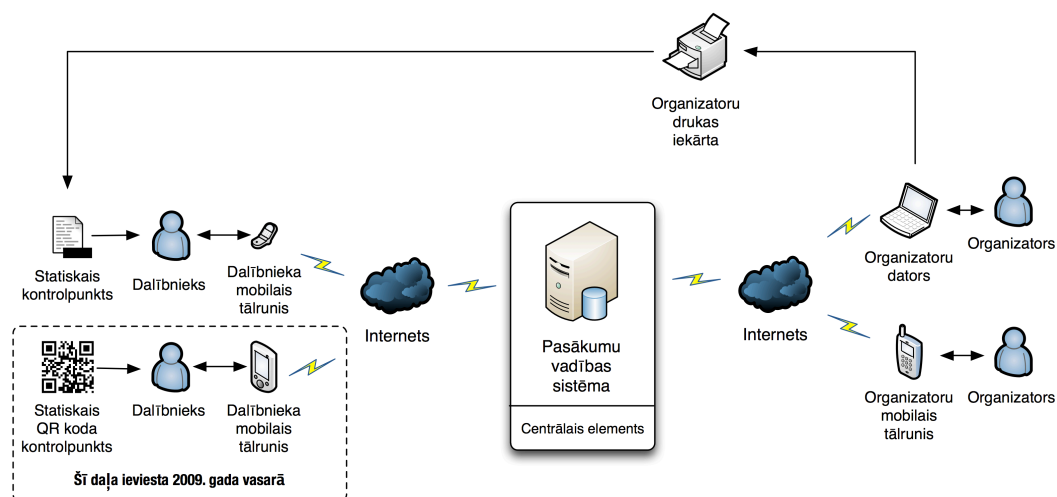 Organizatoru
drukas
iekārta
Statiskais
kontrolpunkts
Dalībnieks
Dalībnieka
mobilais
tālrunis
Internets
Pasākumu
vadības
sistēma
Centrālais elements
Internets
Organizatoru
dators
Organizators
Statiskais
QR koda
kontrolpunkts
Dalībnieks
Dalībnieka
mobilais
tālrunis
Šī daļa ieviesta 2009. gada vasarā
Organizatoru
mobilais
tālrunis
Organizators